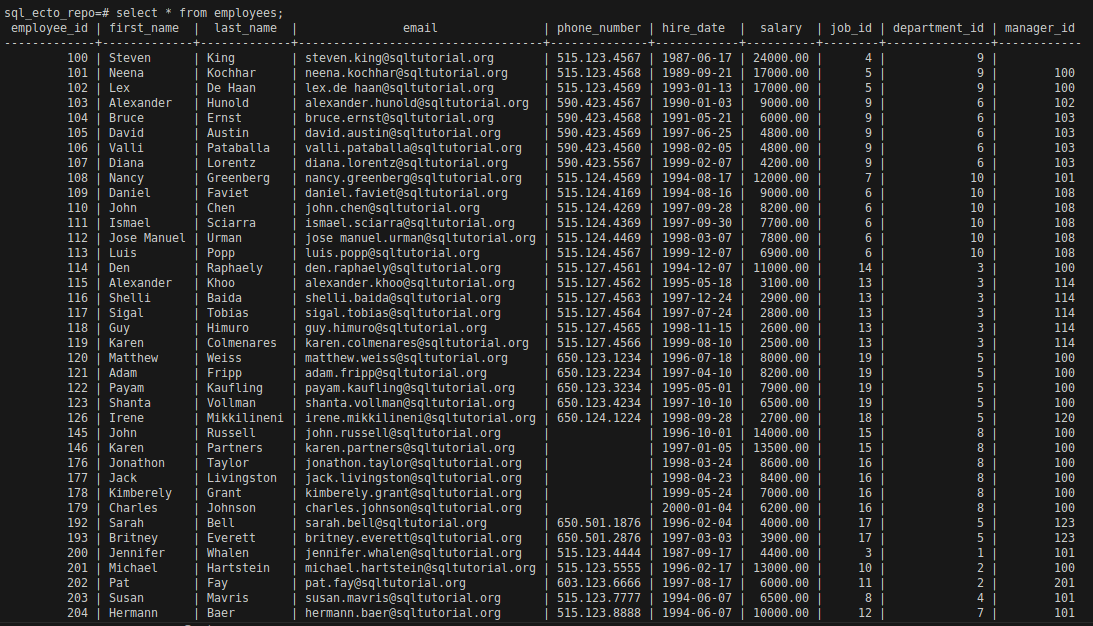 sql_ecto_repo=# select * from employees;
 employee_id | first_name  |  last_name  |               email               | phone_number | hire_date  |  salary  | job_id | department_id | manager_id
-------------+-------------+-------------+-----------------------------------+--------------+------------+----------+--------+---------------+------------
         100 | Steven      | King        | steven.king@sqltutorial.org       | 515.123.4567 | 1987-06-17 | 24000.00 |      4 |             9 |
         101 | Neena       | Kochhar     | neena.kochhar@sqltutorial.org     | 515.123.4568 | 1989-09-21 | 17000.00 |      5 |             9 |        100
         102 | Lex         | De Haan     | lex.de haan@sqltutorial.org       | 515.123.4569 | 1993-01-13 | 17000.00 |      5 |             9 |        100
         103 | Alexander   | Hunold      | alexander.hunold@sqltutorial.org  | 590.423.4567 | 1990-01-03 |  9000.00 |      9 |             6 |        102
         104 | Bruce       | Ernst       | bruce.ernst@sqltutorial.org       | 590.423.4568 | 1991-05-21 |  6000.00 |      9 |             6 |        103
         105 | David       | Austin      | david.austin@sqltutorial.org      | 590.423.4569 | 1997-06-25 |  4800.00 |      9 |             6 |        103
         106 | Valli       | Pataballa   | valli.pataballa@sqltutorial.org   | 590.423.4560 | 1998-02-05 |  4800.00 |      9 |             6 |        103
         107 | Diana       | Lorentz     | diana.lorentz@sqltutorial.org     | 590.423.5567 | 1999-02-07 |  4200.00 |      9 |             6 |        103
         108 | Nancy       | Greenberg   | nancy.greenberg@sqltutorial.org   | 515.124.4569 | 1994-08-17 | 12000.00 |      7 |            10 |        101
         109 | Daniel      | Faviet      | daniel.faviet@sqltutorial.org     | 515.124.4169 | 1994-08-16 |  9000.00 |      6 |            10 |        108
         110 | John        | Chen        | john.chen@sqltutorial.org         | 515.124.4269 | 1997-09-28 |  8200.00 |      6 |            10 |        108
         111 | Ismael      | Sciarra     | ismael.sciarra@sqltutorial.org    | 515.124.4369 | 1997-09-30 |  7700.00 |      6 |            10 |        108
         112 | Jose Manuel | Urman       | jose manuel.urman@sqltutorial.org | 515.124.4469 | 1998-03-07 |  7800.00 |      6 |            10 |        108
         113 | Luis        | Popp        | luis.popp@sqltutorial.org         | 515.124.4567 | 1999-12-07 |  6900.00 |      6 |            10 |        108
         114 | Den         | Raphaely    | den.raphaely@sqltutorial.org      | 515.127.4561 | 1994-12-07 | 11000.00 |     14 |             3 |        100
         115 | Alexander   | Khoo        | alexander.khoo@sqltutorial.org    | 515.127.4562 | 1995-05-18 |  3100.00 |     13 |             3 |        114
         116 | Shelli      | Baida       | shelli.baida@sqltutorial.org      | 515.127.4563 | 1997-12-24 |  2900.00 |     13 |             3 |        114
         117 | Sigal       | Tobias      | sigal.tobias@sqltutorial.org      | 515.127.4564 | 1997-07-24 |  2800.00 |     13 |             3 |        114
         118 | Guy         | Himuro      | guy.himuro@sqltutorial.org        | 515.127.4565 | 1998-11-15 |  2600.00 |     13 |             3 |        114
         119 | Karen       | Colmenares  | karen.colmenares@sqltutorial.org  | 515.127.4566 | 1999-08-10 |  2500.00 |     13 |             3 |        114
         120 | Matthew     | Weiss       | matthew.weiss@sqltutorial.org     | 650.123.1234 | 1996-07-18 |  8000.00 |     19 |             5 |        100
         121 | Adam        | Fripp       | adam.fripp@sqltutorial.org        | 650.123.2234 | 1997-04-10 |  8200.00 |     19 |             5 |        100
         122 | Payam       | Kaufling    | payam.kaufling@sqltutorial.org    | 650.123.3234 | 1995-05-01 |  7900.00 |     19 |             5 |        100
         123 | Shanta      | Vollman     | shanta.vollman@sqltutorial.org    | 650.123.4234 | 1997-10-10 |  6500.00 |     19 |             5 |        100
         126 | Irene       | Mikkilineni | irene.mikkilineni@sqltutorial.org | 650.124.1224 | 1998-09-28 |  2700.00 |     18 |             5 |        120
         145 | John        | Russell     | john.russell@sqltutorial.org      |              | 1996-10-01 | 14000.00 |     15 |             8 |        100
         146 | Karen       | Partners    | karen.partners@sqltutorial.org    |              | 1997-01-05 | 13500.00 |     15 |             8 |        100
         176 | Jonathon    | Taylor      | jonathon.taylor@sqltutorial.org   |              | 1998-03-24 |  8600.00 |     16 |             8 |        100
         177 | Jack        | Livingston  | jack.livingston@sqltutorial.org   |              | 1998-04-23 |  8400.00 |     16 |             8 |        100
         178 | Kimberely   | Grant       | kimberely.grant@sqltutorial.org   |              | 1999-05-24 |  7000.00 |     16 |             8 |        100
         179 | Charles     | Johnson     | charles.johnson@sqltutorial.org   |              | 2000-01-04 |  6200.00 |     16 |             8 |        100
         192 | Sarah       | Bell        | sarah.bell@sqltutorial.org        | 650.501.1876 | 1996-02-04 |  4000.00 |     17 |             5 |        123
         193 | Britney     | Everett     | britney.everett@sqltutorial.org   | 650.501.2876 | 1997-03-03 |  3900.00 |     17 |             5 |        123
         200 | Jennifer    | Whalen      | jennifer.whalen@sqltutorial.org   | 515.123.4444 | 1987-09-17 |  4400.00 |      3 |             1 |        101
         201 | Michael     | Hartstein   | michael.hartstein@sqltutorial.org | 515.123.5555 | 1996-02-17 | 13000.00 |     10 |             2 |        100
         202 | Pat         | Fay         | pat.fay@sqltutorial.org           | 603.123.6666 | 1997-08-17 |  6000.00 |     11 |             2 |        201
         203 | Susan       | Mavris      | susan.mavris@sqltutorial.org      | 515.123.7777 | 1994-06-07 |  6500.00 |      8 |             4 |        101
         204 | Hermann     | Baer        | hermann.baer@sqltutorial.org      | 515.123.8888 | 1994-06-07 | 10000.00 |     12 |             7 |        101